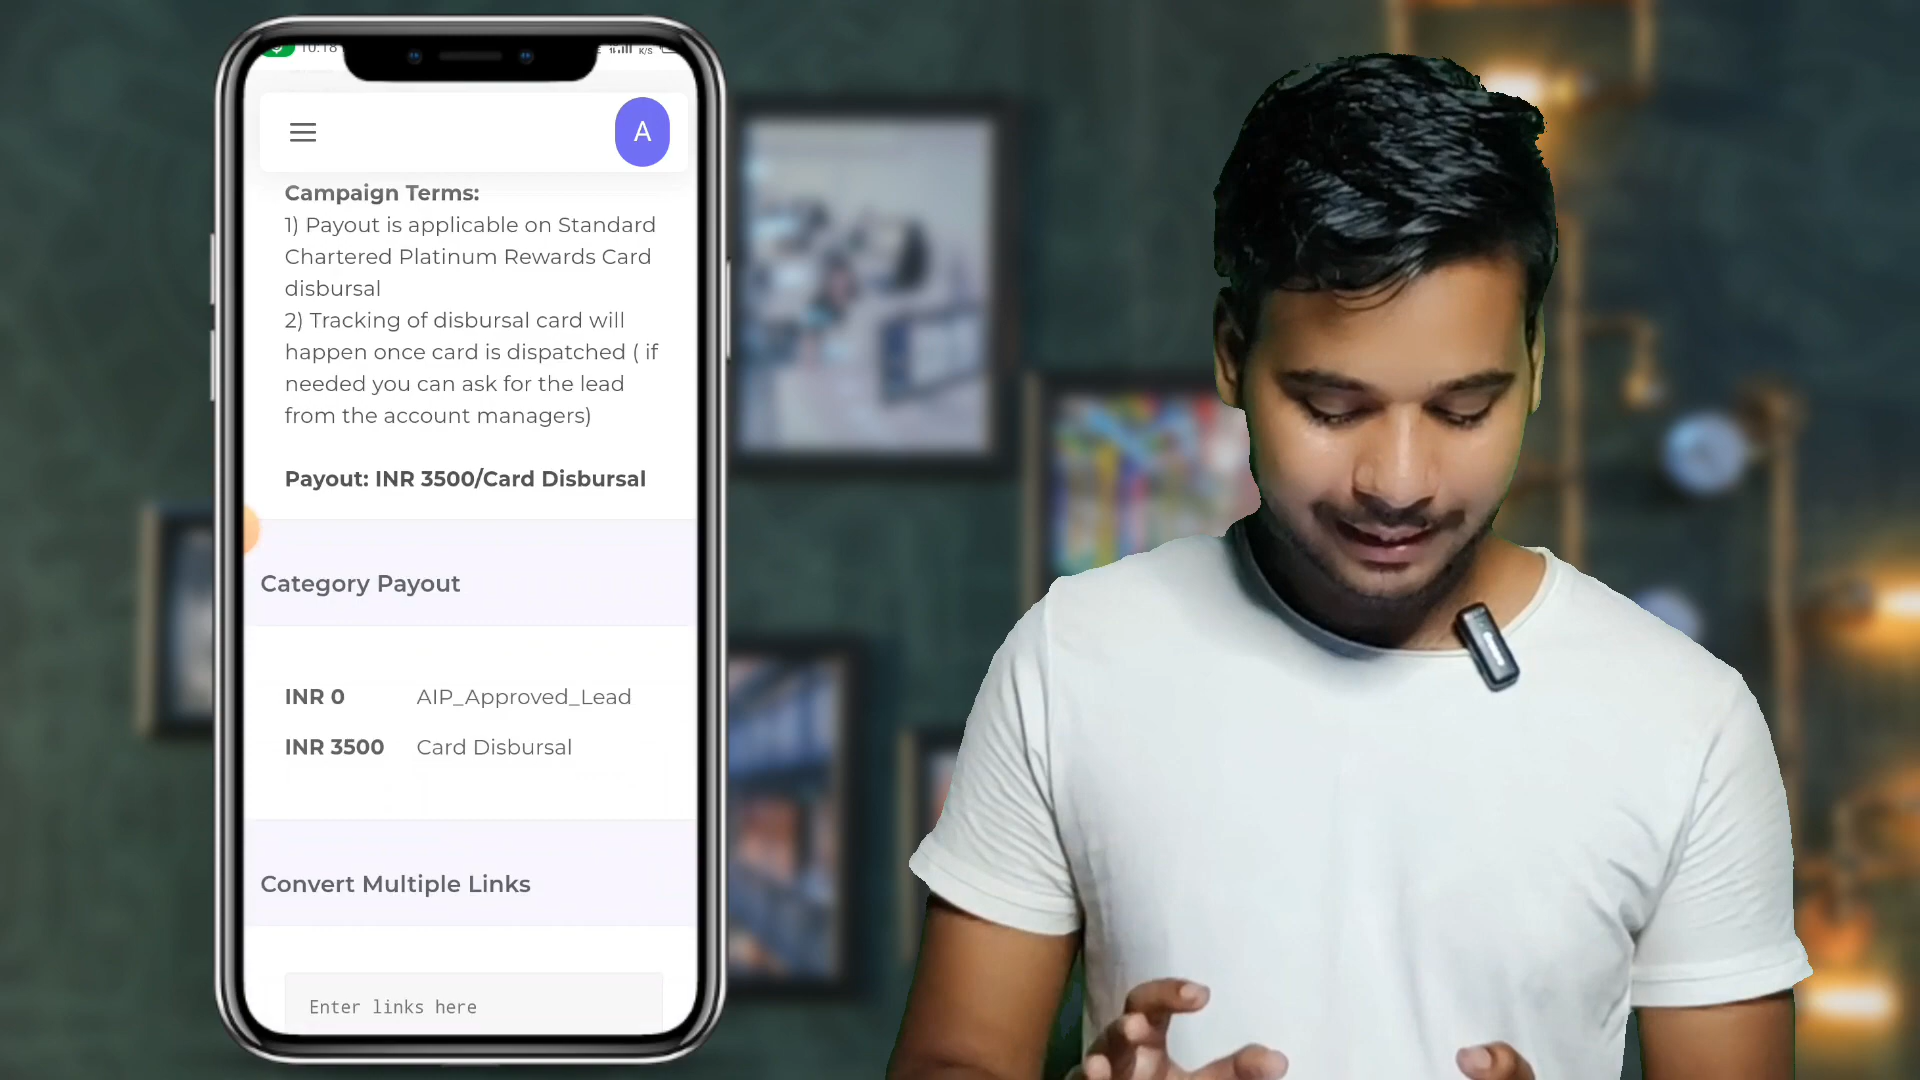 10:18
K/S
A
Campaign Terms:
1) Payout is applicable on Standard
Chartered Platinum Rewards Card
disbursal
2) Tracking of disbursal card will
happen once card is dispatched ( if
needed you can ask for the lead
from the account managers)
Payout: INR 3500/Card Disbursal
Category Payout
INR 0 AIP_Approved_Lead
INR 3500 Card Disbursal
Convert Multiple Links
Enter links here